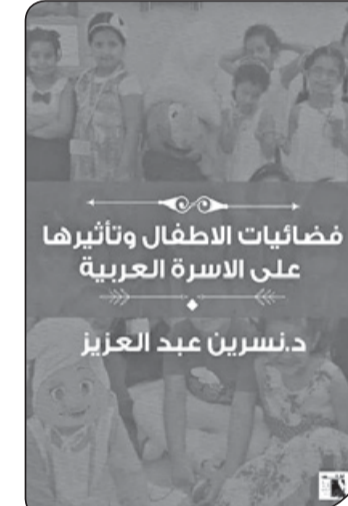 فضائيات الاطفال وتأثيرها
على الاسرة العربية
د.نسرين عبد العزيز